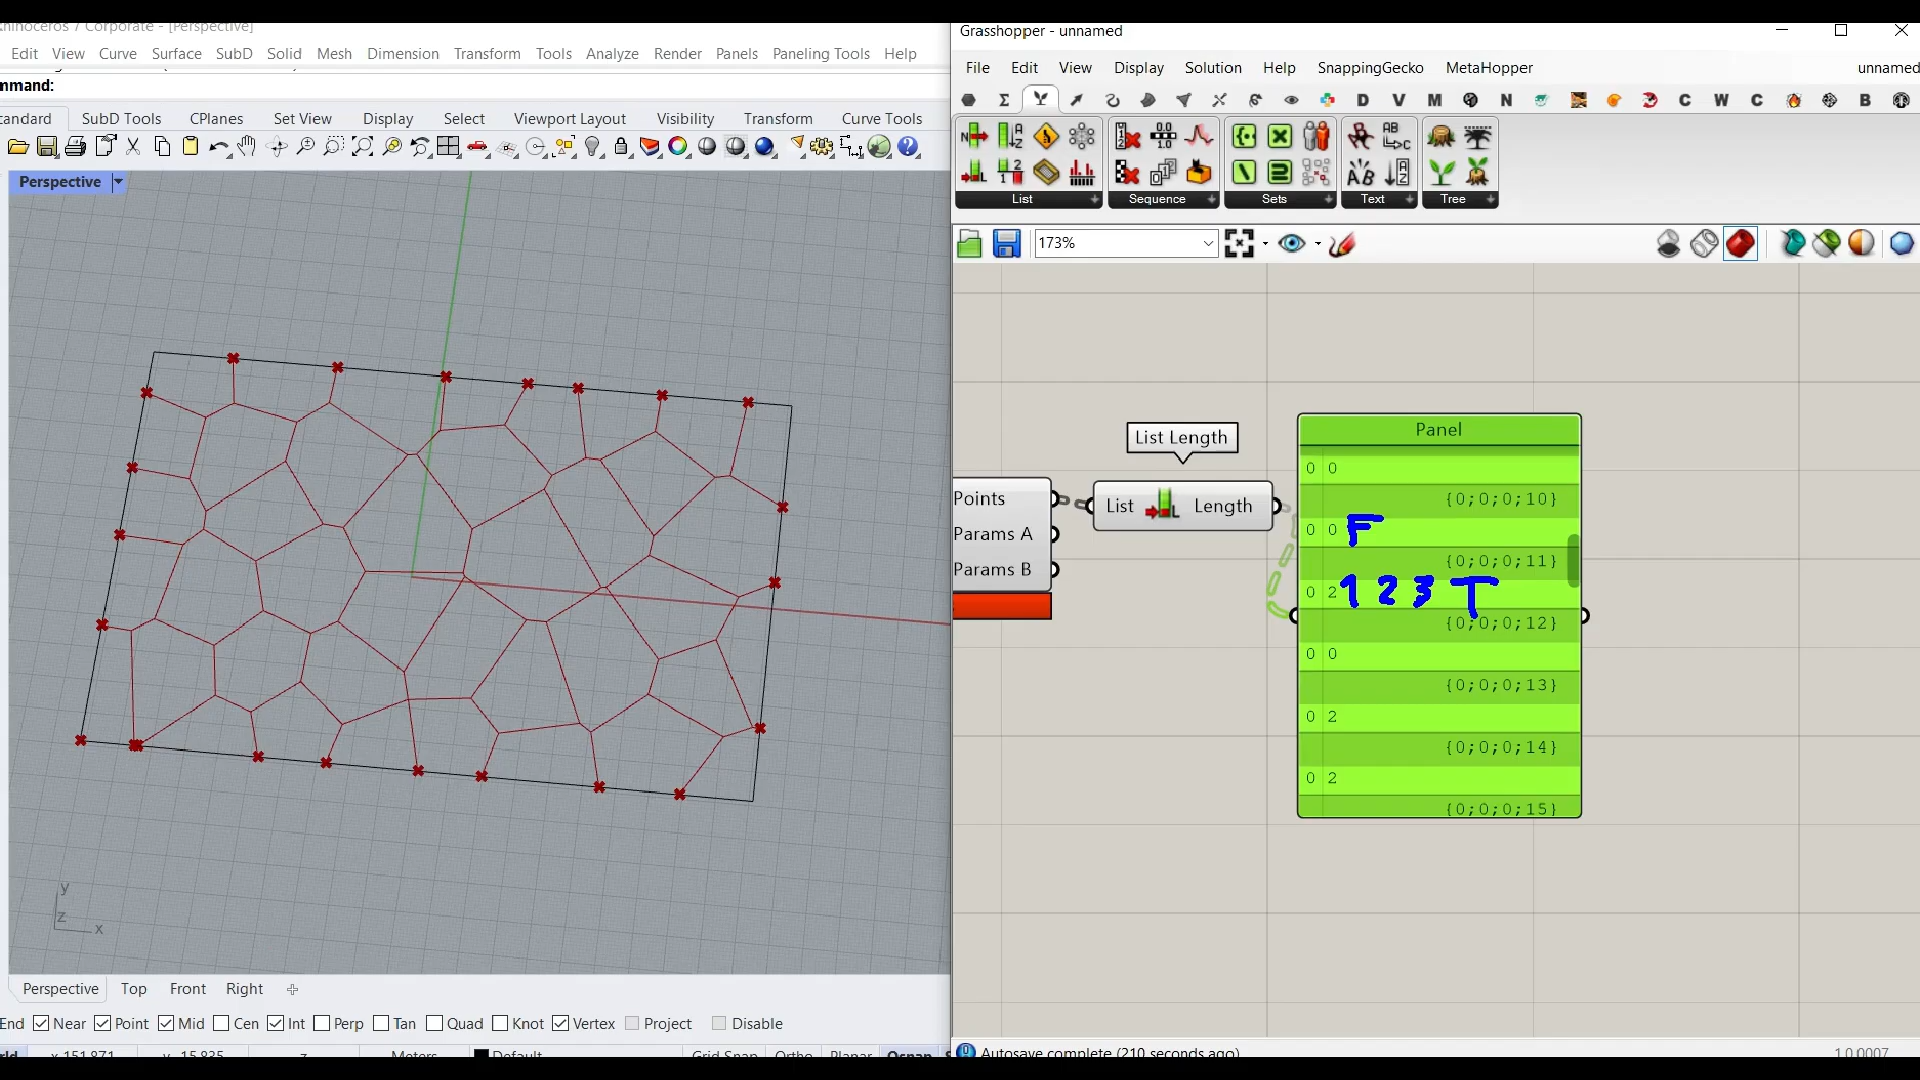 Rhinoceros 7 Corporate - [Perspective]
Edit View Curve Surface SubD Solid Mesh Dimension Transform Tools Analyze Render Panels Paneling Tools Help
mmand:
andard SubD Tools CPlanes Set View Display Select Viewport Layout Visibility Transform Curve Tools
Perspective
y
z
x
Perspective Top Front Right
End Near Point Mid Cen Int Perp Tan Quad Knot Vertex Project Disable
x 151.871 y -15.835 z Meters Default Grid Snap Ortho Planar Osnap
Grasshopper - unnamed
File Edit View Display Solution Help SnappingGecko MetaHopper unnamed
D V M N C W C B
List Sequence Sets Text Tree
173%
List Length
Points
Params A
Params B
List Length
Panel
0 0
{0;0;0;10}
0 0 F
{0;0;0;11}
0 2 1 2 3 T
{0;0;0;12}
0 0
{0;0;0;13}
0 2
{0;0;0;14}
0 2
{0;0;0;15}
Autosave complete (210 seconds ago)
1.0.0007